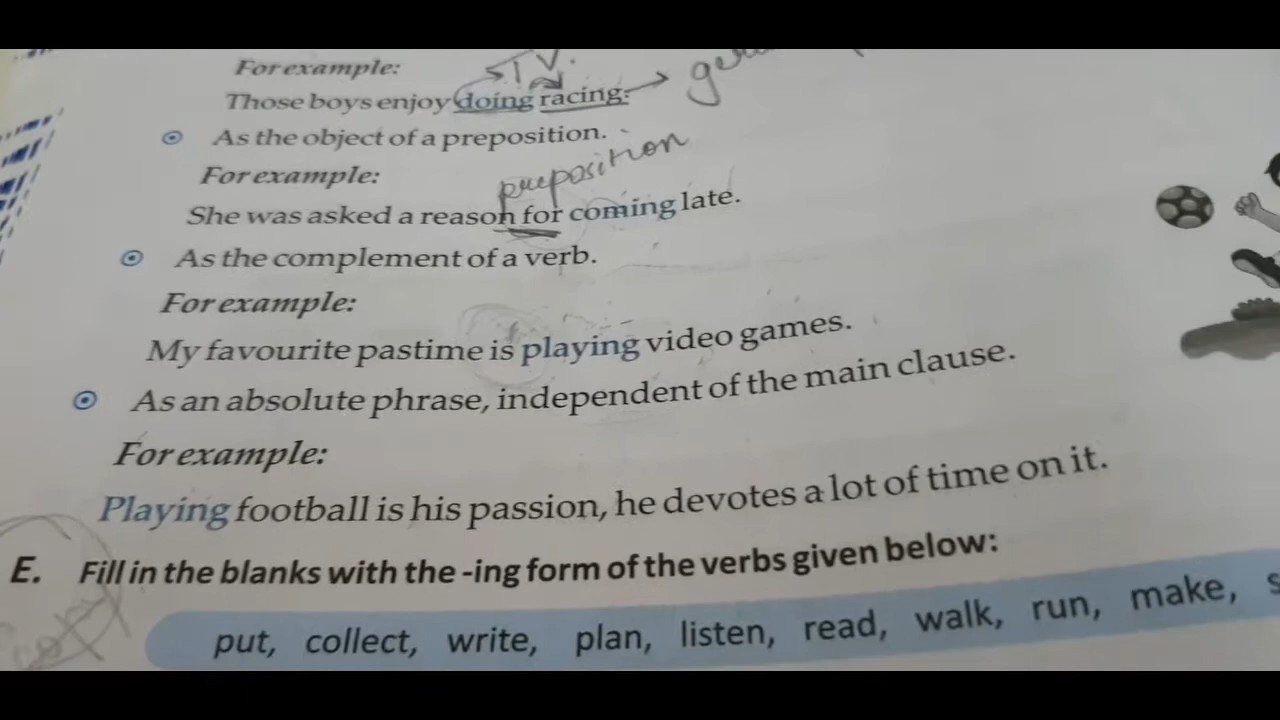 For example:
S T V.
Those boys enjoy doing racing.
As the object of a preposition.
For example:
preposition
She was asked a reason for coming late.
As the complement of a verb.
For example:
My favourite pastime is playing video games.
As an absolute phrase, independent of the main clause.
For example:
Playing football is his passion, he devotes a lot of time on it.
E. Fill in the blanks with the -ing form of the verbs given below:
put, collect, write, plan, listen, read, walk, run, make,